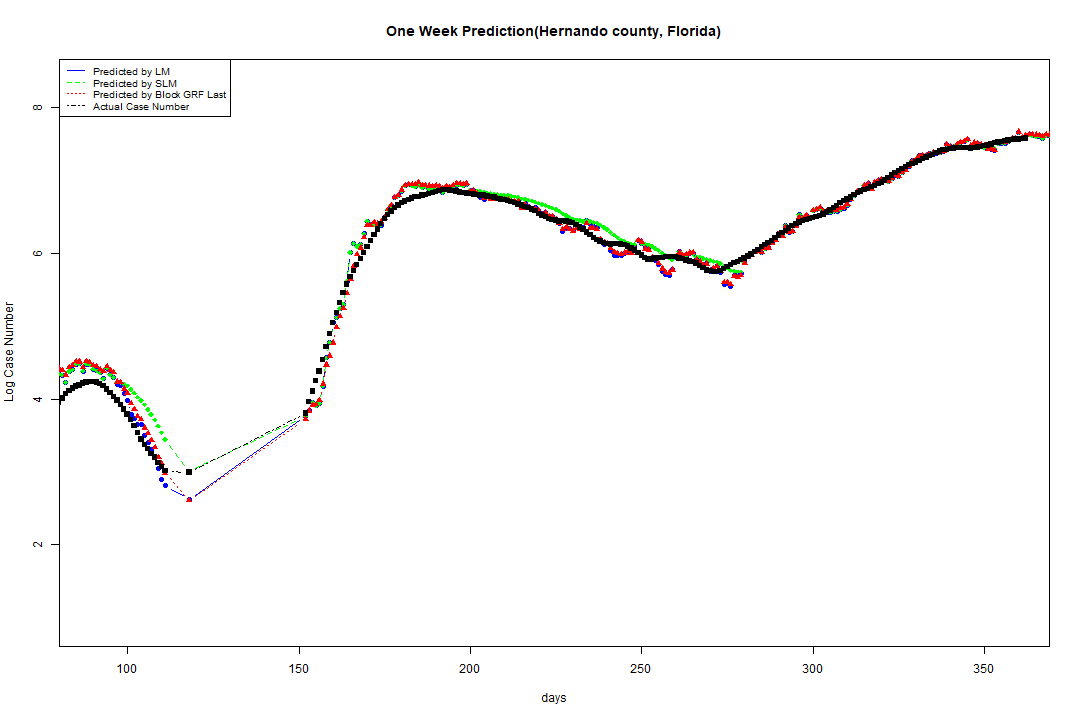 One Week Prediction(Hernando county, Florida)
Predicted by LM
Predicted by SLM
Predicted by Block GRF Last
Actual Case Number
8
6
4
2
Log Case Number
100 150 200 250 300 350
days